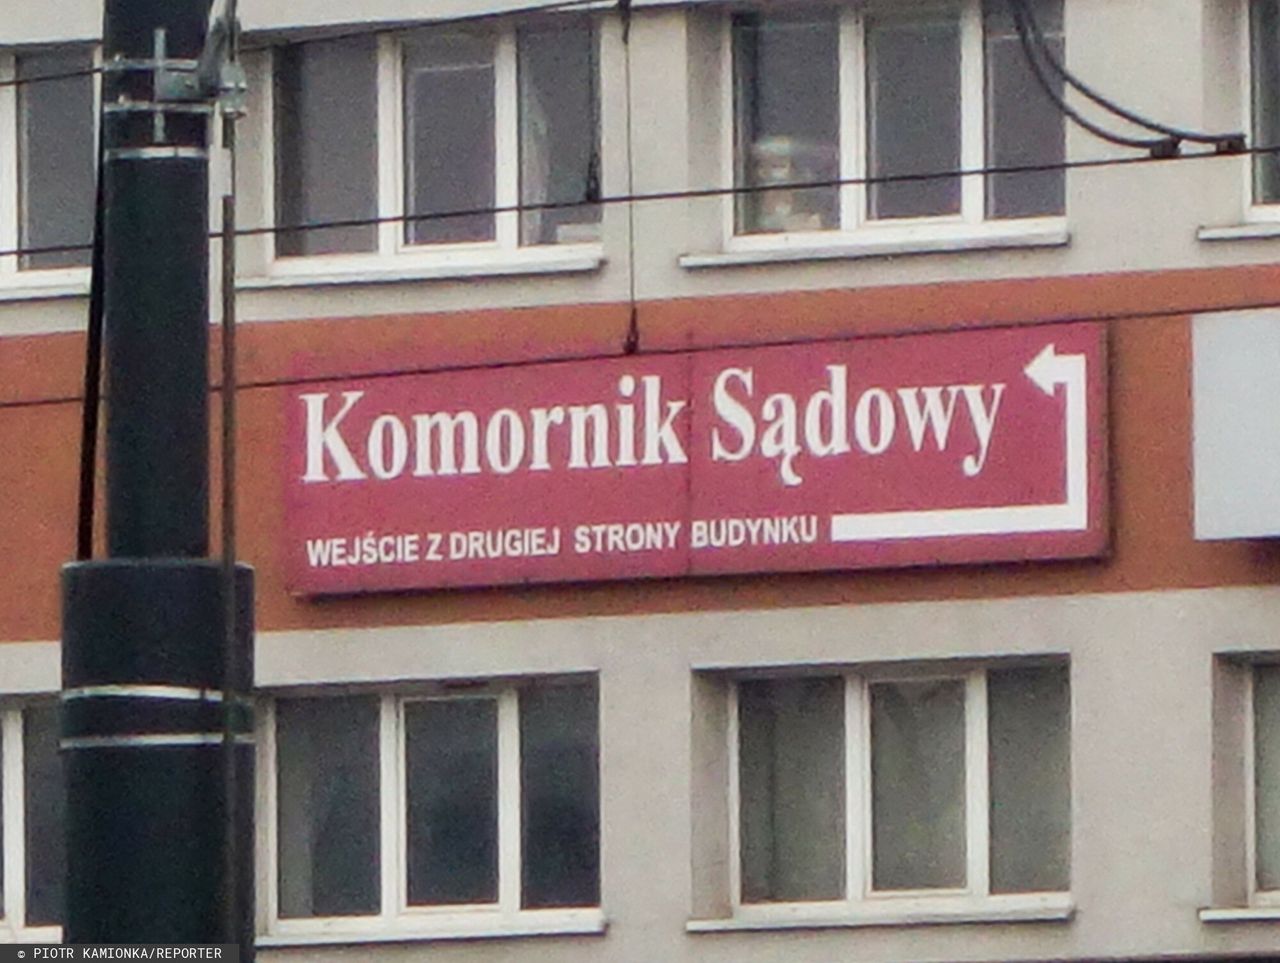 Komornik Sądowy
WEJŚCIE Z DRUGIEJ STRONY BUDYNKU
© PIOTR KAMIONKA/REPORTER